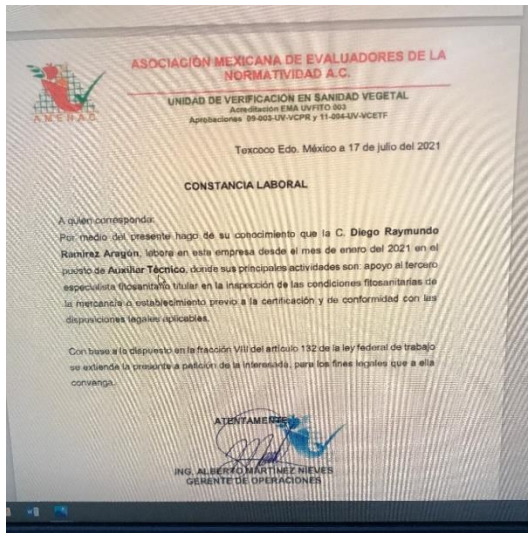 ASOCIACIÓN MEXICANA DE EVALUADORES DE LA
NORMATIVIDAD A.C.
AMENAC
UNIDAD DE VERIFICACIÓN EN SANIDAD VEGETAL
Acreditación EMA UVFITO 003
Aprobaciones 09-003-UV-VCPR y 11-004-UV-VCETF
Texcoco Edo. México a 17 de julio del 2021
CONSTANCIA LABORAL
A quien corresponda:
Por medio del presente hago de su conocimiento que la C. Diego Raymundo
Ramírez Aragón, labora en esta empresa desde el mes de enero del 2021 en el
puesto de Auxiliar Técnico, donde sus principales actividades son: apoyo al tercero
especialista fitosanitario titular en la inspección de las condiciones fitosanitarias de
la mercancía o establecimiento previo a la certificación y de conformidad con las
disposiciones legales aplicables.
Con base a lo dispuesto en la fracción VIII del artículo 132 de la ley federal de trabajo
se extiende la presente a petición de la interesada, para los fines legales que a ella
convenga.
ATENTAMENTE
ING. ALBERTO MARTINEZ NIEVES
GERENTE DE OPERACIONES